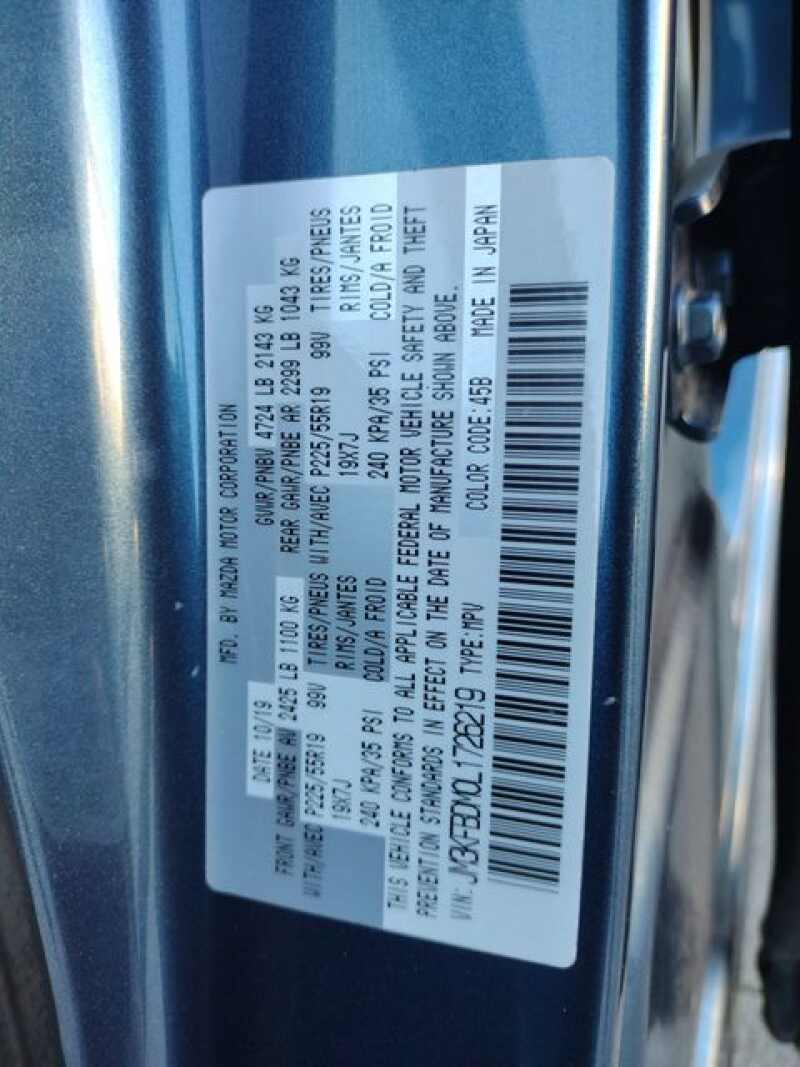 MFD. BY MAZDA MOTOR CORPORATION
DATE 10/19 GVWR/PNBV 4724 LB 2143 KG
FRONT GAWR/PNBE AV 2425 LB 1100 KG REAR GAWR/PNBE AR 2299 LB 1043 KG
WITH/AVEC P225/55R19 99V TIRES/PNEUS WITH/AVEC P225/55R19 99V TIRES/PNEUS
19X7J RIMS/JANTES 19X7J RIMS/JANTES
240 KPA/35 PSI COLD/A FROID 240 KPA/35 PSI COLD/A FROID
THIS VEHICLE CONFORMS TO ALL APPLICABLE FEDERAL MOTOR VEHICLE SAFETY AND THEFT
PREVENTION STANDARDS IN EFFECT ON THE DATE OF MANUFACTURE SHOWN ABOVE.
VIN: JM3KFBDM0L1726219 TYPE:MPV COLOR CODE:45B MADE IN JAPAN